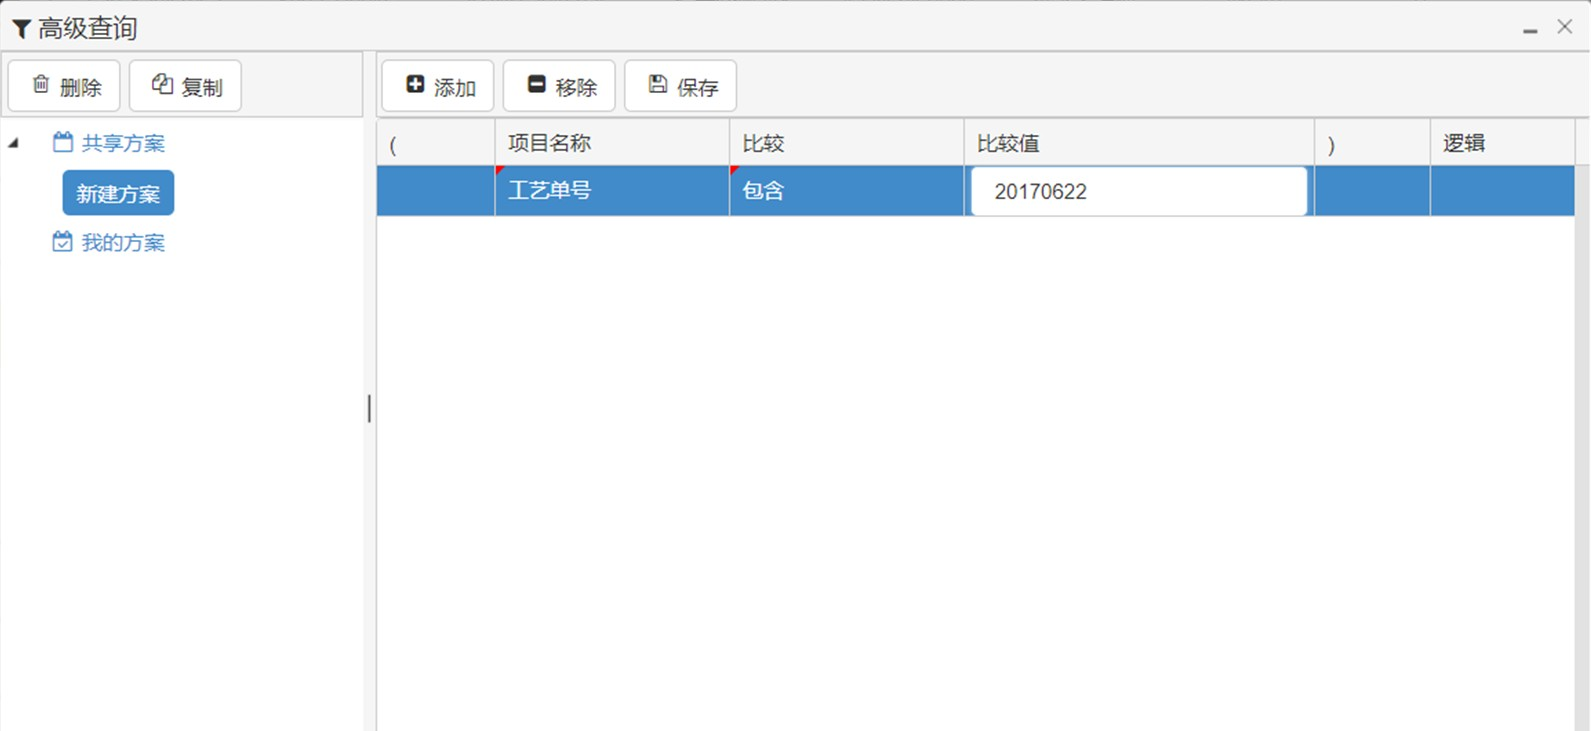 高级查询
删除 复制
添加 移除 保存
共享方案
新建方案
我的方案
( 项目名称 比较 比较值 ) 逻辑
工艺单号 包含 20170622